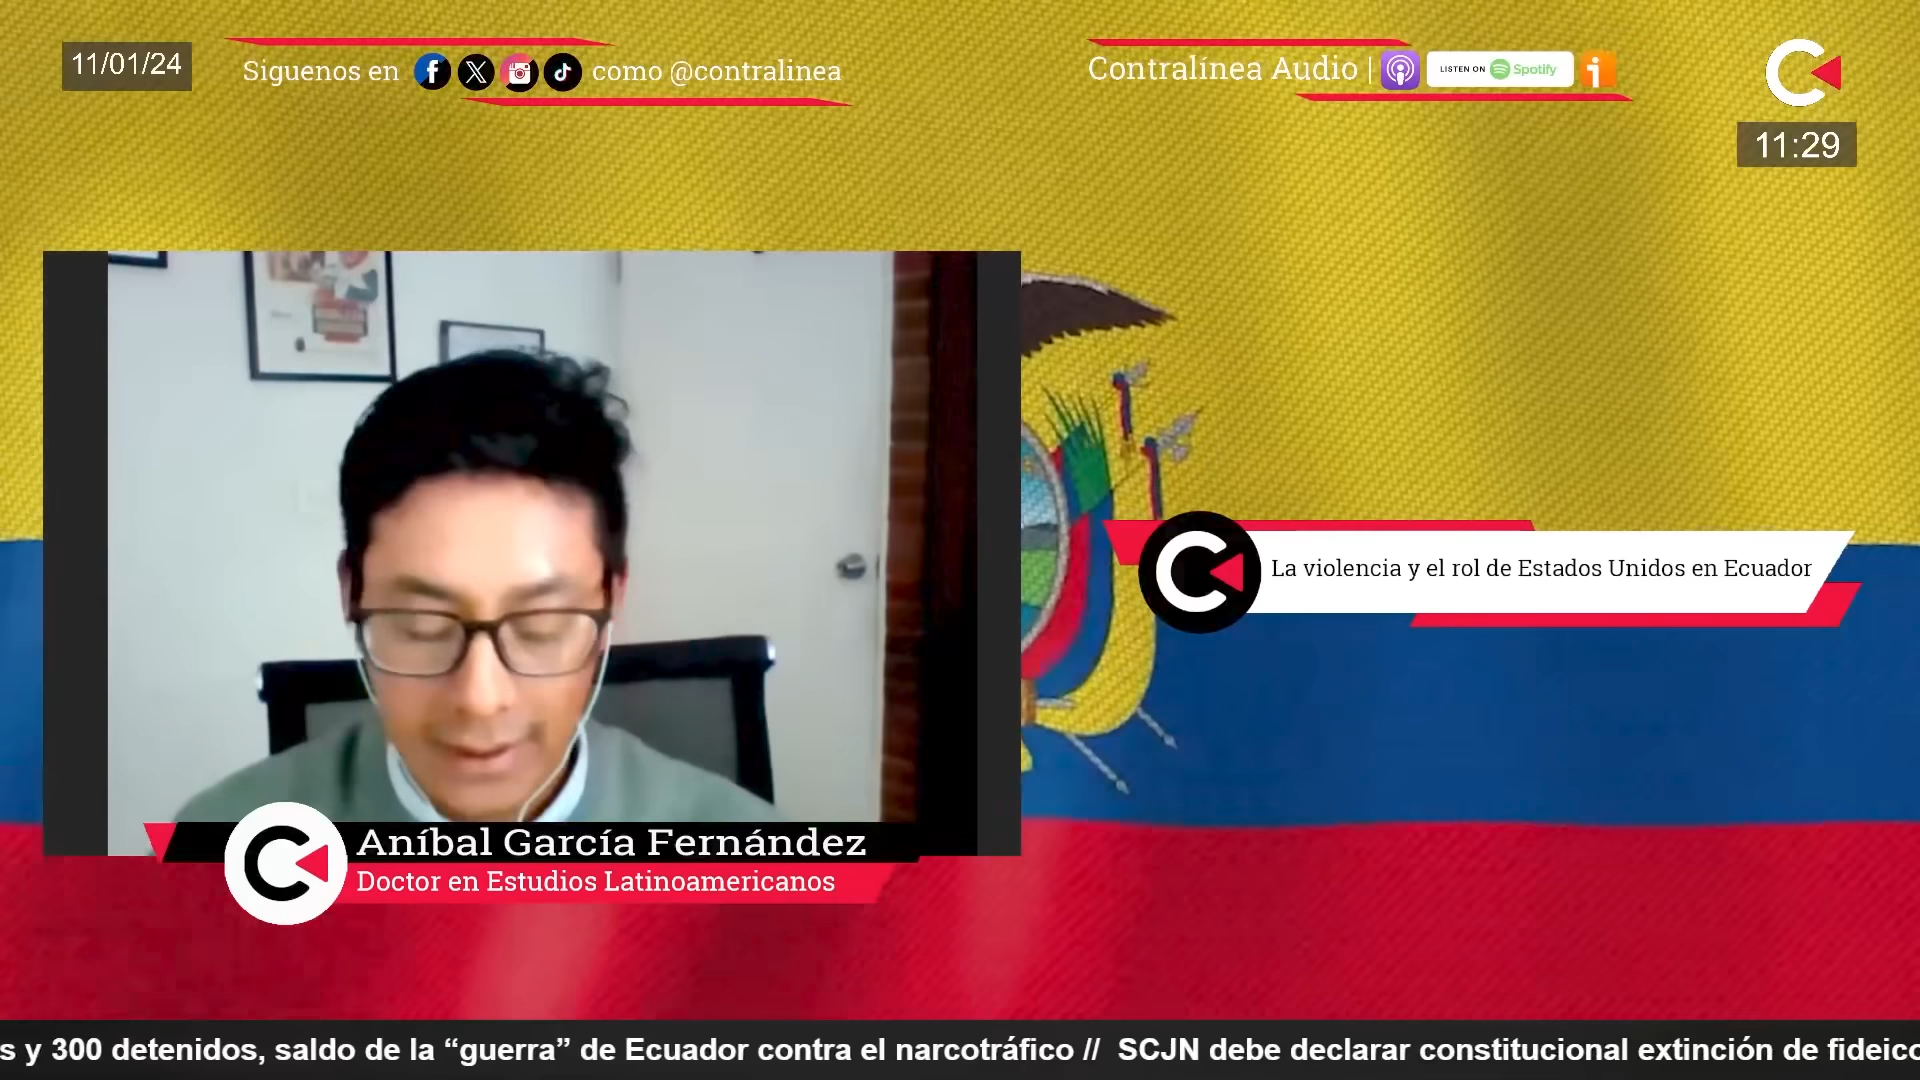 11/01/24
Siguenos en
como @contralinea
Contralínea Audio |
LISTEN ON Spotify
11:29
La violencia y el rol de Estados Unidos en Ecuador
Aníbal García Fernández
Doctor en Estudios Latinoamericanos
s y 300 detenidos, saldo de la “guerra” de Ecuador contra el narcotráfico // SCJN debe declarar constitucional extinción de fideico